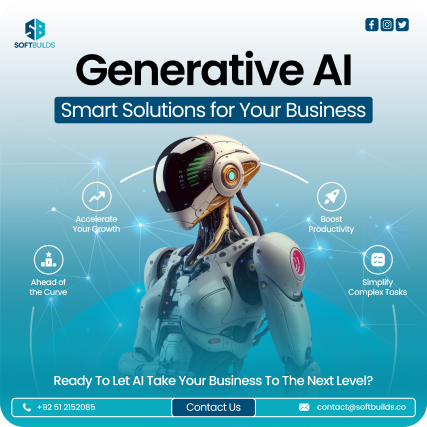 SOFTBUILDS
Generative AI
Smart Solutions for Your Business
Accelerate
Your Growth
Boost
Productivity
Ahead of
the Curve
Simplify
Complex Tasks
Ready To Let AI Take Your Business To The Next Level?
+92 51 2152085
Contact Us
contact@softbuilds.co